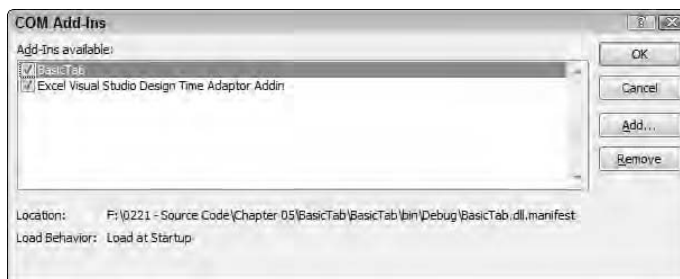 COM Add-Ins
Add-Ins available:
BasicTab
Excel Visual Studio Design Time Adaptor Addin
OK
Cancel
Add...
Remove
Location: F:\0221 - Source Code\Chapter 05\BasicTab\BasicTab\bin\Debug\BasicTab.dll.manifest
Load Behavior: Load at Startup